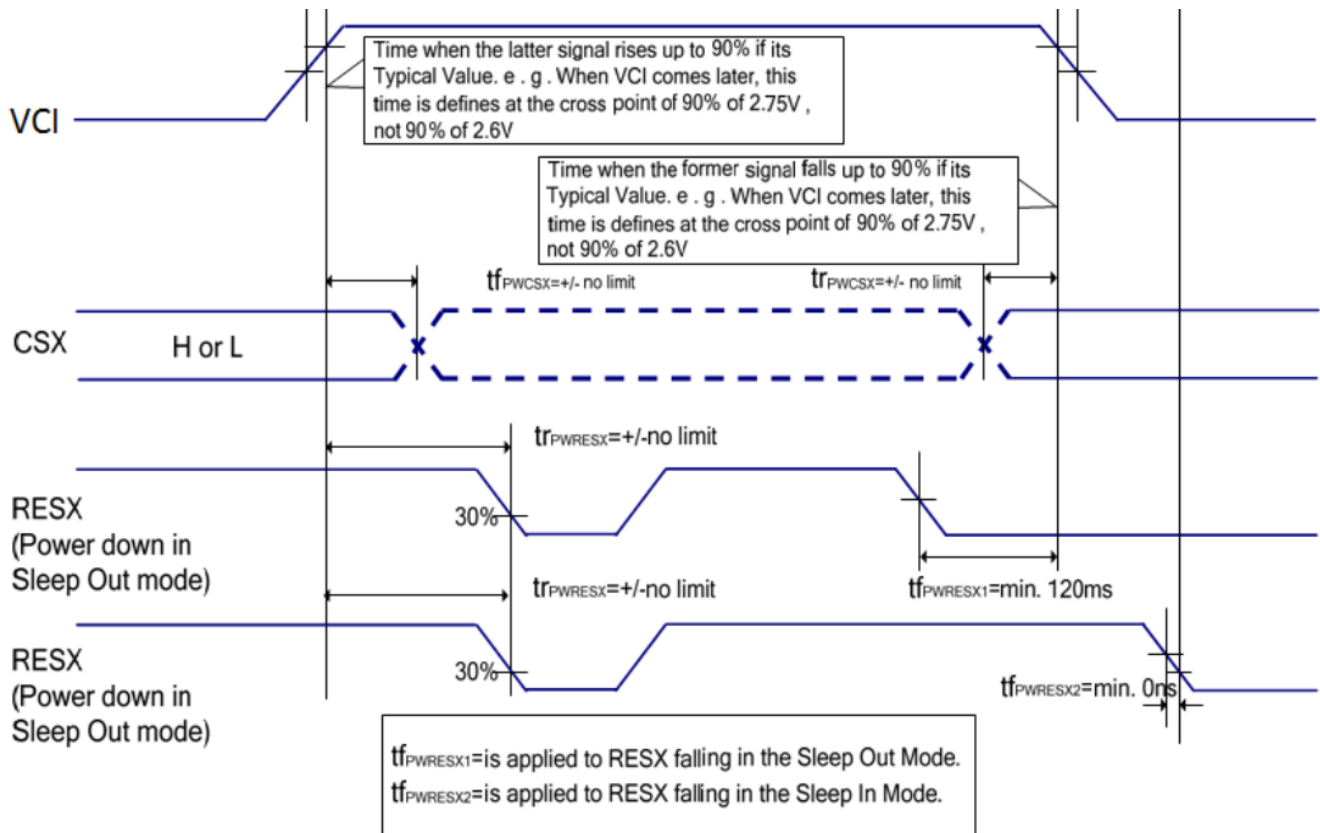 VCI
Time when the latter signal rises up to 90% if its
Typical Value. e . g . When VCI comes later, this
time is defines at the cross point of 90% of 2.75V ,
not 90% of 2.6V
Time when the former signal falls up to 90% if its
Typical Value. e . g . When VCI comes later, this
time is defines at the cross point of 90% of 2.75V ,
not 90% of 2.6V
tfPWCSX=+/- no limit
trPWCSX=+/- no limit
CSX
H or L
trPWRESX=+/-no limit
RESX
(Power down in
Sleep Out mode)
30%
tfPWRESX1=min. 120ms
trPWRESX=+/-no limit
RESX
(Power down in
Sleep Out mode)
30%
tfPWRESX2=min. 0ns
tfPWRESX1=is applied to RESX falling in the Sleep Out Mode.
tfPWRESX2=is applied to RESX falling in the Sleep In Mode.